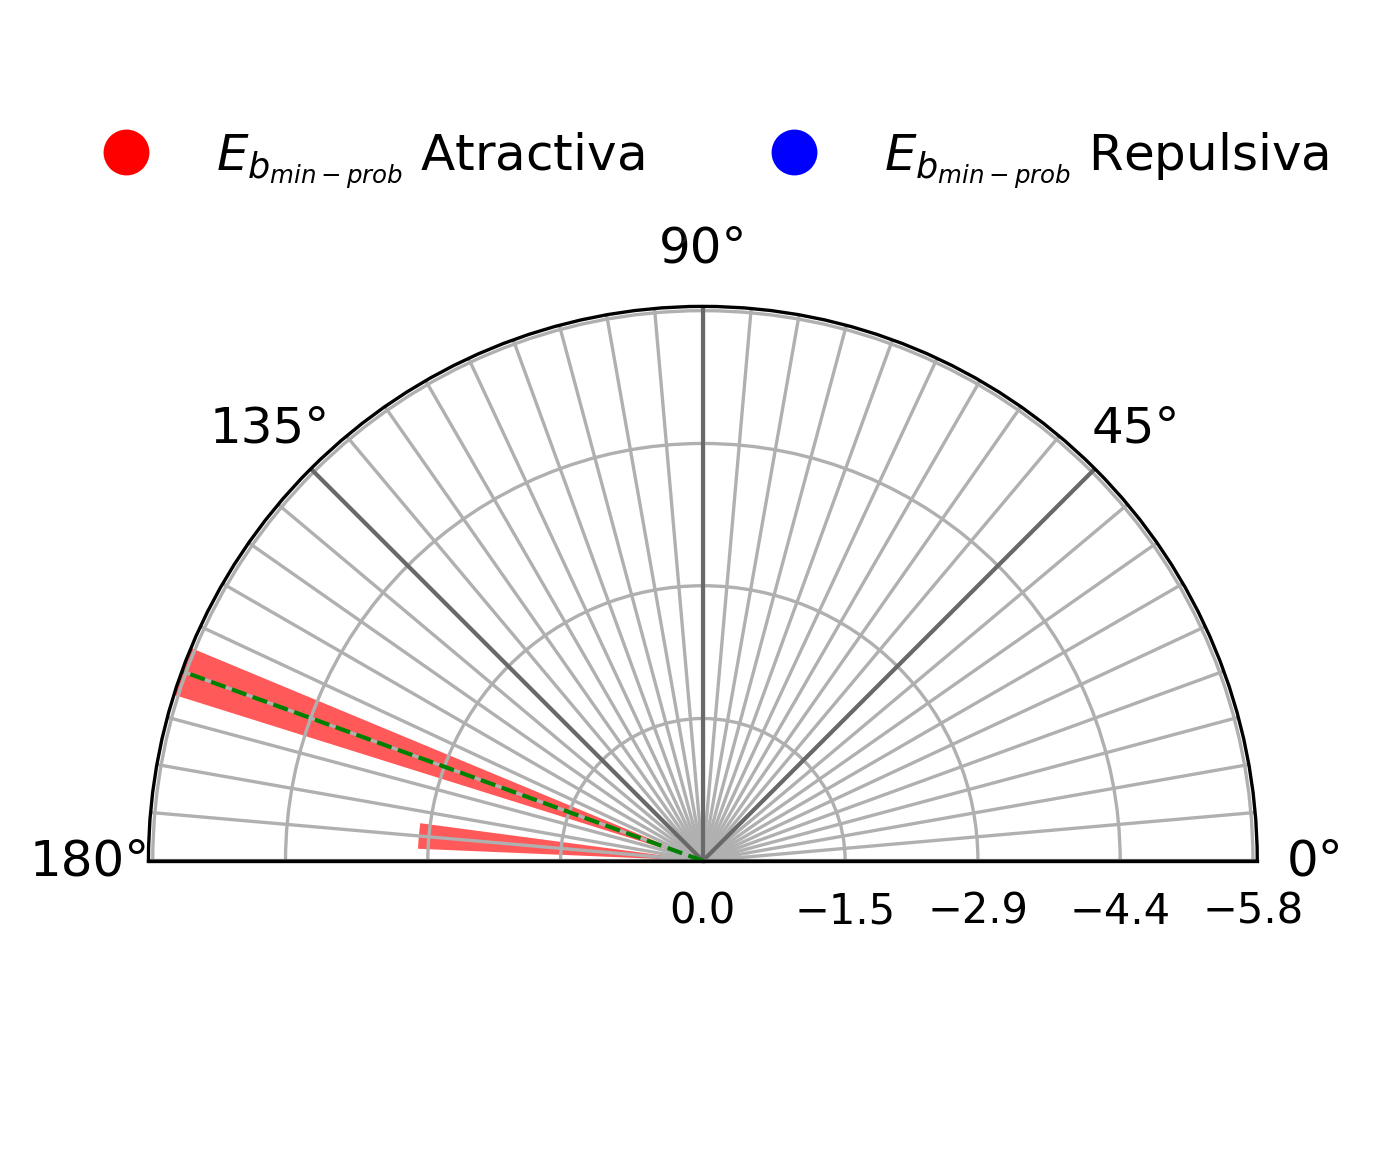 E_{b_{min-prob}} Atractiva E_{b_{min-prob}} Repulsiva
90°
135° 45°
180° 0°
0.0 −1.5 −2.9 −4.4 −5.8